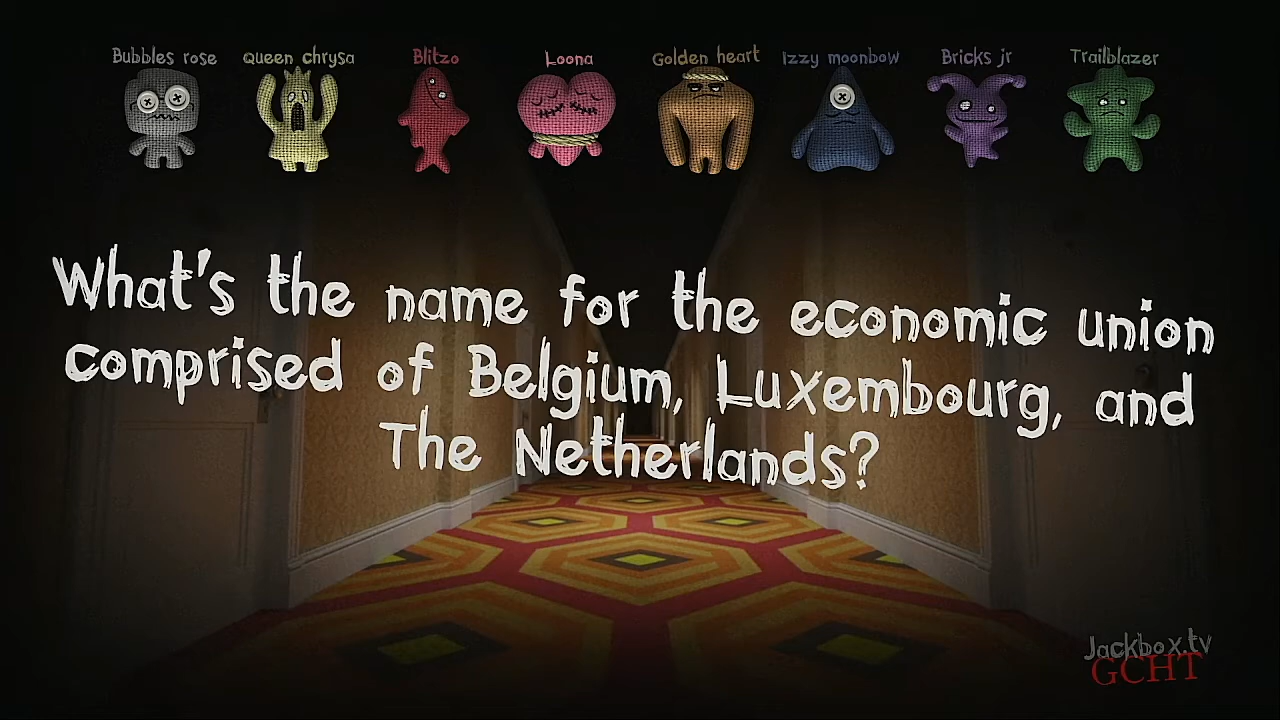 Bubbles rose Queen chrysa Blitzo Loona Golden heart Izzy moonbow Bricks jr Trailblazer
What's the name for the economic union
comprised of Belgium, Luxembourg, and
The Netherlands?
Jackbox.tv
GCHT